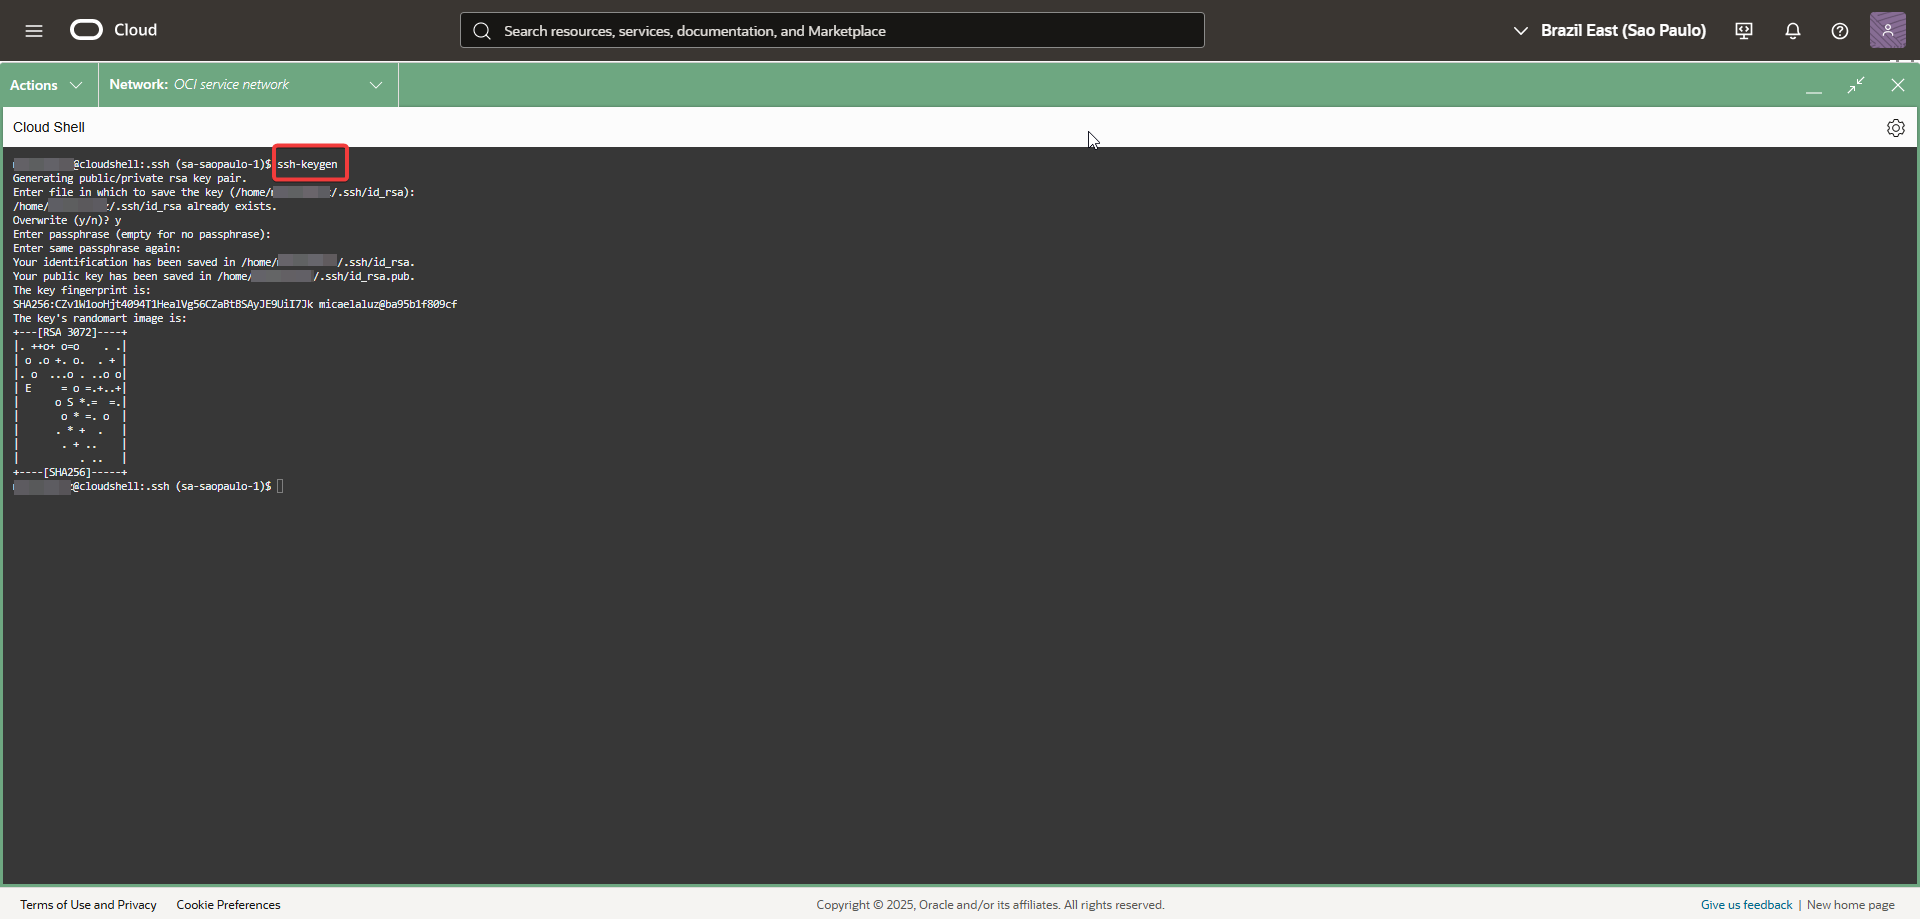 Cloud
Search resources, services, documentation, and Marketplace
Brazil East (Sao Paulo)
Actions
Network: OCI service network
Cloud Shell
@cloudshell:.ssh (sa-saopaulo-1)$ ssh-keygen
Generating public/private rsa key pair.
Enter file in which to save the key (/home/ /.ssh/id_rsa):
/home/ /.ssh/id_rsa already exists.
Overwrite (y/n)? y
Enter passphrase (empty for no passphrase):
Enter same passphrase again:
Your identification has been saved in /home/ /.ssh/id_rsa.
Your public key has been saved in /home/ /.ssh/id_rsa.pub.
The key fingerprint is:
SHA256:CZv1W1ooHjt4094T1HealVg56CZaBtBSAyJE9UiI7Jk micaelaluz@ba95b1f809cf
The key's randomart image is:
+---[RSA 3072]----+
|. ++o+ o=o    . .|
| o .o +. o.  . + |
|. o  ...o . ..o o|
| E     = o =.+..+|
|      o S *.=  =.|
|       o * =. o  |
|      . * +  .   |
|       . + ..    |
|          . ..   |
+----[SHA256]-----+
@cloudshell:.ssh (sa-saopaulo-1)$
Terms of Use and Privacy
Cookie Preferences
Copyright © 2025, Oracle and/or its affiliates. All rights reserved.
Give us feedback | New home page